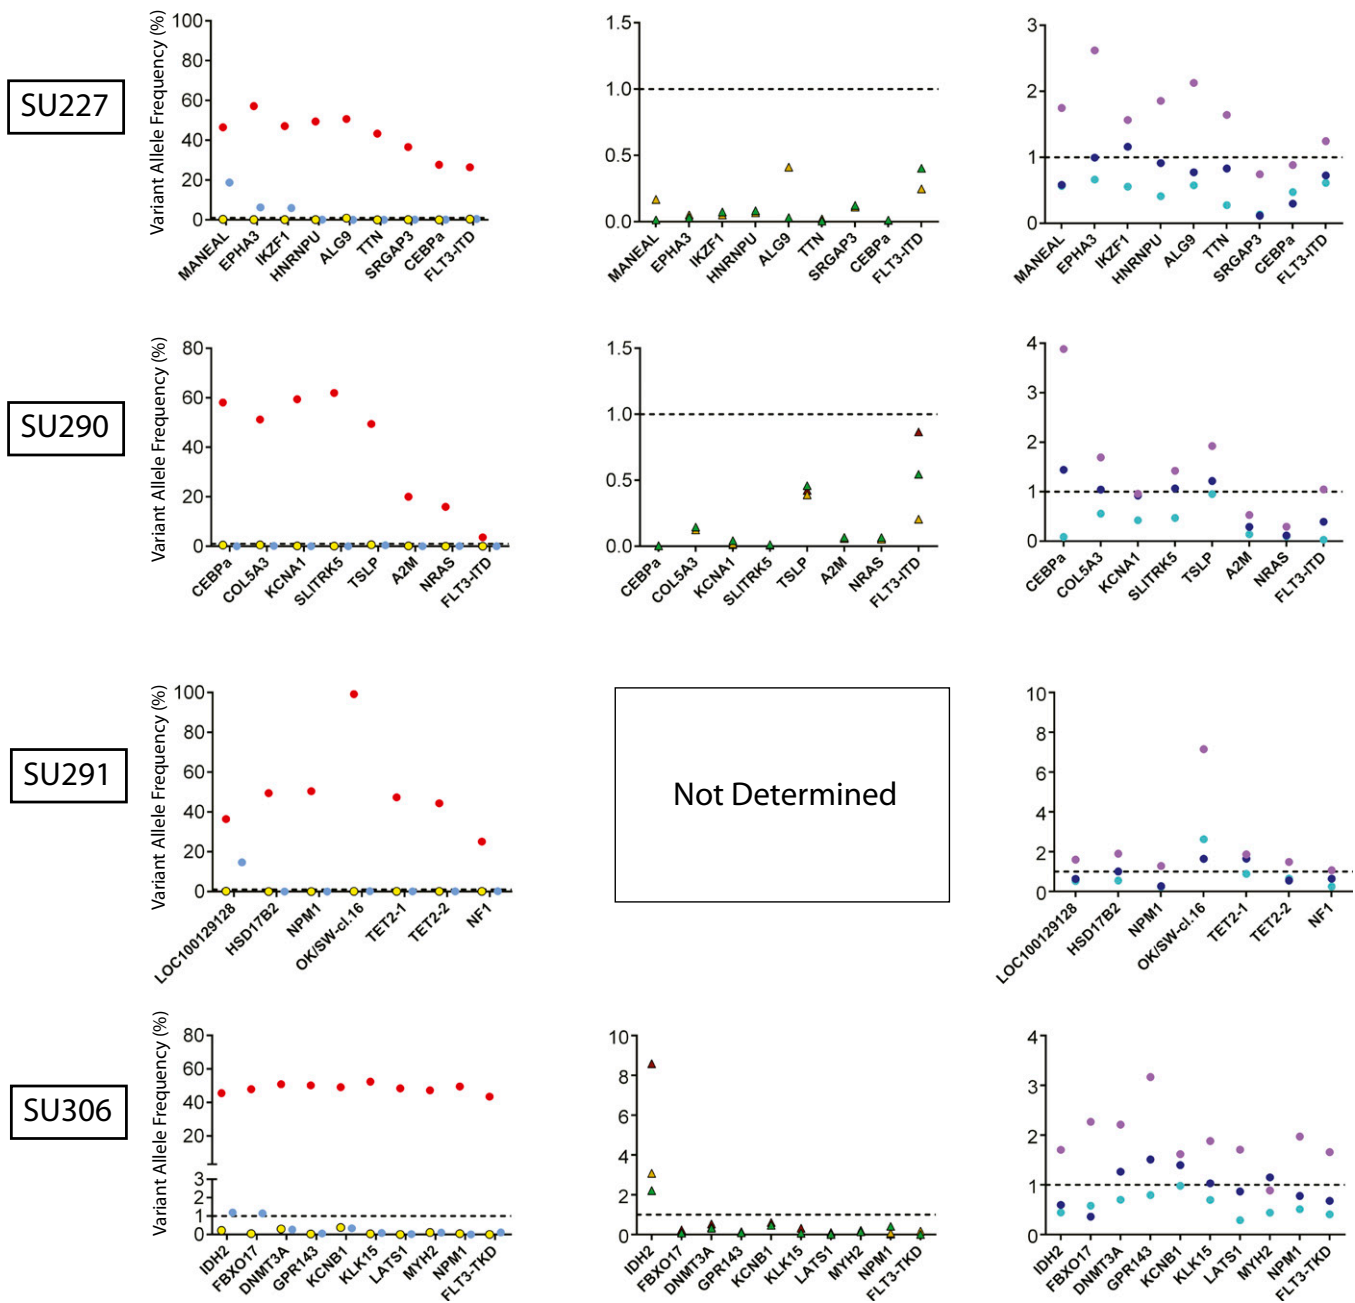 SU227
Variant Allele Frequency (%)
100
80
60
40
20
0
MANEAL
EPHA3
IKZF1
HNRNPU
ALG9
TTN
SRGAP3
CEBPa
FLT3-ITD
1.5
1.0
0.5
0.0
MANEAL
EPHA3
IKZF1
HNRNPU
ALG9
TTN
SRGAP3
CEBPa
FLT3-ITD
3
2
1
0
MANEAL
EPHA3
IKZF1
HNRNPU
ALG9
TTN
SRGAP3
CEBPa
FLT3-ITD
SU290
Variant Allele Frequency (%)
80
60
40
20
0
CEBPa
COL5A3
KCNA1
SLITRK5
TSLP
A2M
NRAS
FLT3-ITD
1.5
1.0
0.5
0.0
CEBPa
COL5A3
KCNA1
SLITRK5
TSLP
A2M
NRAS
FLT3-ITD
4
3
2
1
0
CEBPa
COL5A3
KCNA1
SLITRK5
TSLP
A2M
NRAS
FLT3-ITD
SU291
Variant Allele Frequency (%)
100
80
60
40
20
0
LOC100129128
HSD17B2
NPM1
OK/SW-cl.16
TET2-1
TET2-2
NF1
Not Determined
10
8
6
4
2
0
LOC100129128
HSD17B2
NPM1
OK/SW-cl.16
TET2-1
TET2-2
NF1
SU306
Variant Allele Frequency (%)
80
60
40
20
3
2
1
0
IDH2
FBXO17
DNMT3A
GPR143
KCNB1
KLK15
LATS1
MYH2
NPM1
FLT3-TKD
10
8
6
4
2
0
IDH2
FBXO17
DNMT3A
GPR143
KCNB1
KLK15
LATS1
MYH2
NPM1
FLT3-TKD
4
3
2
1
0
IDH2
FBXO17
DNMT3A
GPR143
KCNB1
KLK15
LATS1
MYH2
NPM1
FLT3-TKD